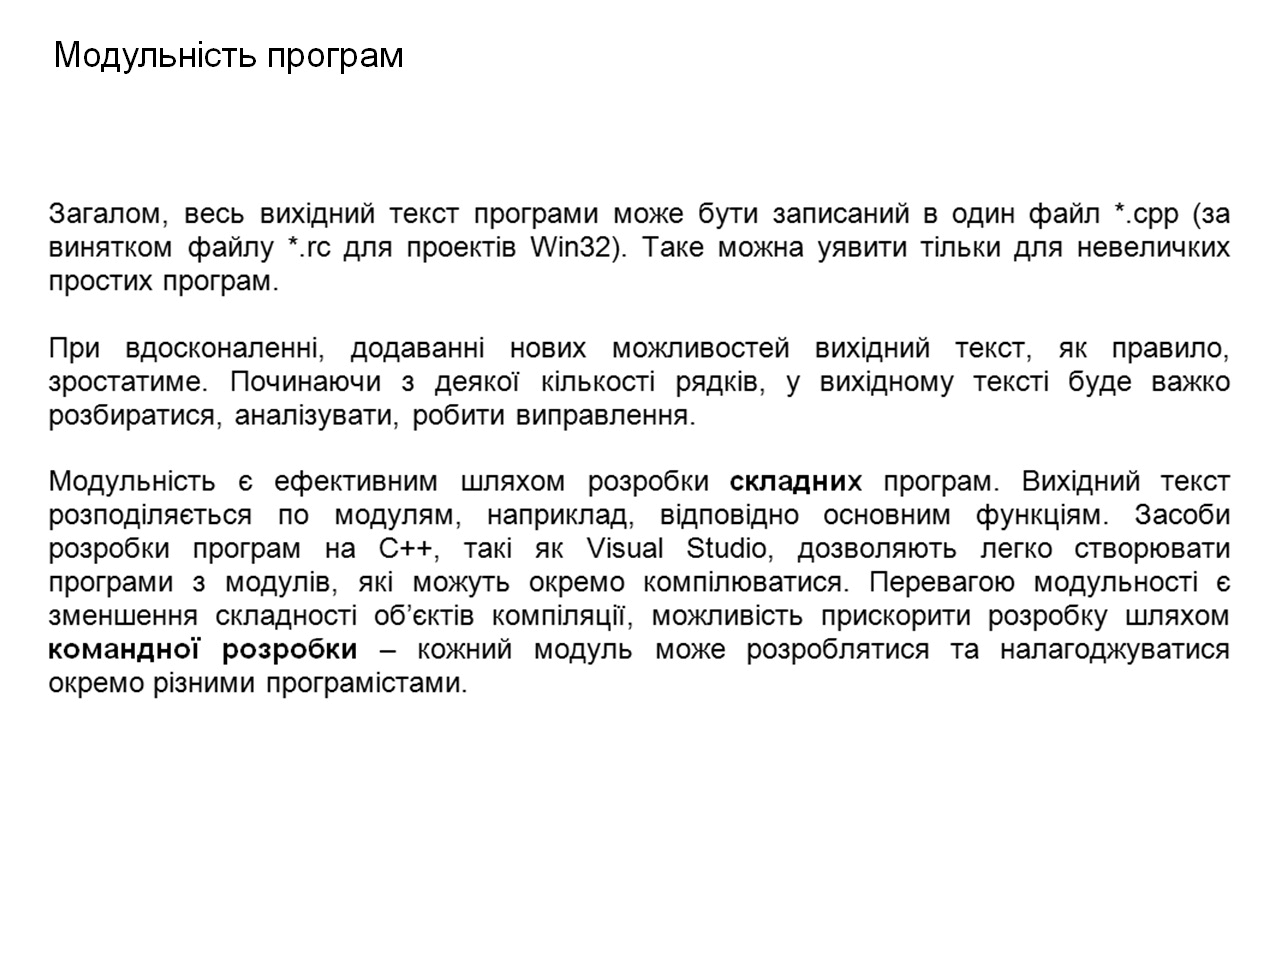 Модульність програм
Загалом, весь вихідний текст програми може бути записаний в один файл *.cpp (за
винятком файлу *.rc для проектів Win32). Таке можна уявити тільки для невеличких
простих програм.
При вдосконаленні, додаванні нових можливостей вихідний текст, як правило,
зростатиме. Починаючи з деякої кількості рядків, у вихідному тексті буде важко
розбиратися, аналізувати, робити виправлення.
Модульність є ефективним шляхом розробки складних програм. Вихідний текст
розподіляється по модулям, наприклад, відповідно основним функціям. Засоби
розробки програм на C++, такі як Visual Studio, дозволяють легко створювати
програми з модулів, які можуть окремо компілюватися. Перевагою модульності є
зменшення складності об’єктів компіляції, можливість прискорити розробку шляхом
командної розробки – кожний модуль може розроблятися та налагоджуватися
окремо різними програмістами.